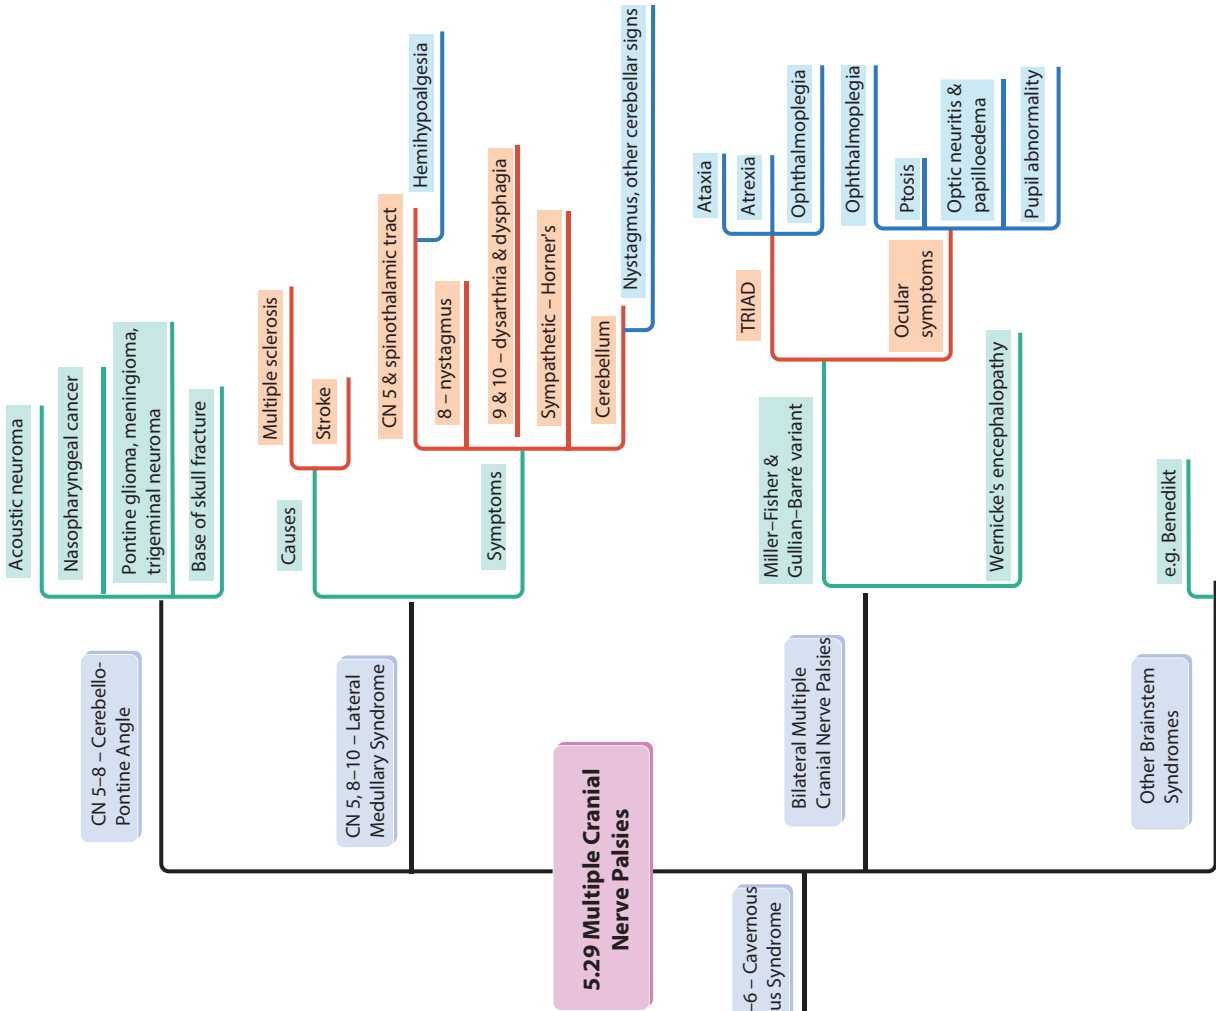 5.29 Multiple Cranial
Nerve Palsies
CN 5–8 – Cerebello-
Pontine Angle
Acoustic neuroma
Nasopharyngeal cancer
Pontine glioma, meningioma,
trigeminal neuroma
Base of skull fracture
CN 5, 8–10 – Lateral
Medullary Syndrome
Causes
Multiple sclerosis
Stroke
Symptoms
CN 5 & spinothalamic tract
Hemihypoalgesia
8 – nystagmus
9 & 10 – dysarthria & dysphagia
Sympathetic – Horner's
Cerebellum
Nystagmus, other cerebellar signs
Bilateral Multiple
Cranial Nerve Palsies
Miller–Fisher &
Gullian–Barré variant
TRIAD
Ataxia
Atrexia
Ophthalmoplegia
Ocular
symptoms
Ophthalmoplegia
Ptosis
Optic neuritis &
papilloedema
Pupil abnormality
Wernicke's encephalopathy
Other Brainstem
Syndromes
e.g. Benedikt
–6 – Cavernous
us Syndrome